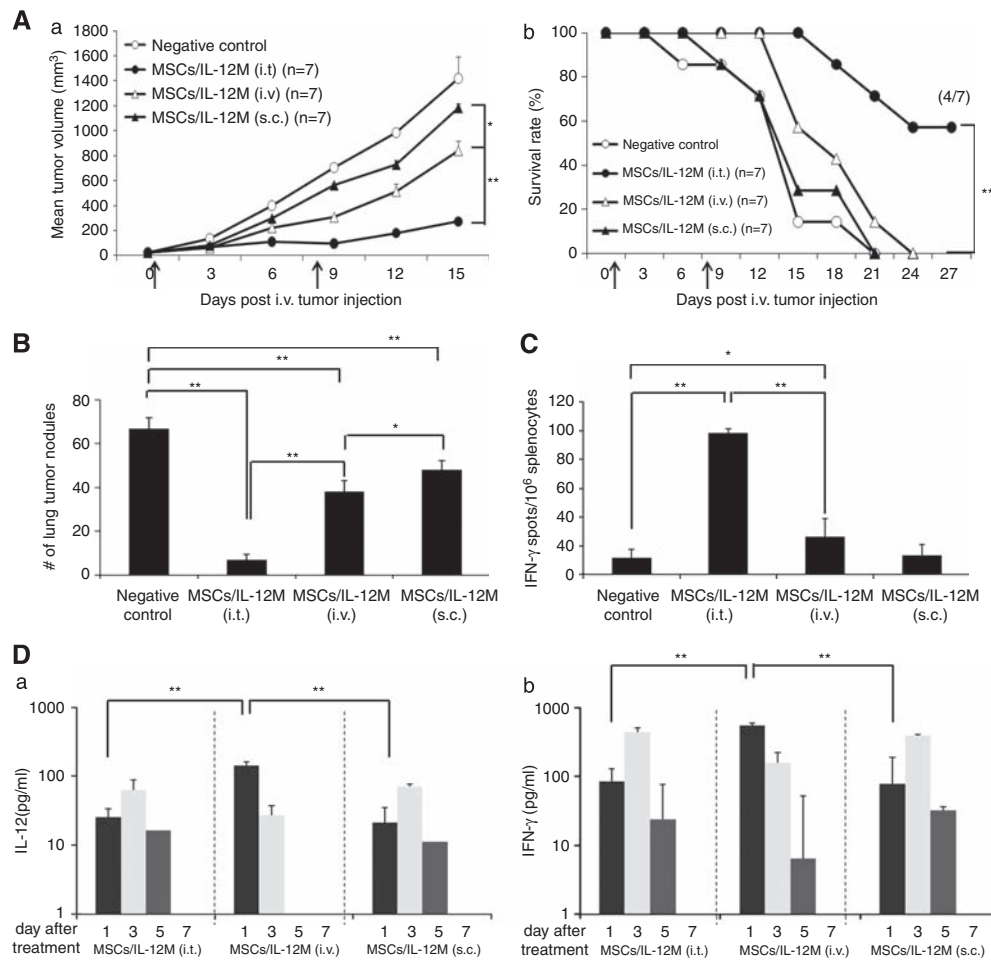 A
a
Mean tumor volume (mm³)
1800
1600
1400
1200
1000
800
600
400
200
0
Negative control
MSCs/IL-12M (i.t) (n=7)
MSCs/IL-12M (i.v) (n=7)
MSCs/IL-12M (s.c.) (n=7)
*
**
0 3 6 9 12 15
Days post i.v. tumor injection
b
Survival rate (%)
100
80
60
40
20
0
(4/7)
Negative control
MSCs/IL-12M (i.t.) (n=7)
MSCs/IL-12M (i.v.) (n=7)
MSCs/IL-12M (s.c.) (n=7)
**
0 3 6 9 12 15 18 21 24 27
Days post i.v. tumor injection
B
# of lung tumor nodules
80
60
40
20
0
**
**
**
**
*
Negative control
MSCs/IL-12M (i.t.)
MSCs/IL-12M (i.v.)
MSCs/IL-12M (s.c.)
C
IFN-γ spots/10⁶ splenocytes
120
100
80
60
40
20
0
*
**
**
Negative control
MSCs/IL-12M (i.t.)
MSCs/IL-12M (i.v.)
MSCs/IL-12M (s.c.)
D
a
IL-12(pg/ml)
1000
100
10
1
**
**
day after treatment
1 3 5 7 1 3 5 7 1 3 5 7
MSCs/IL-12M (i.t.) MSCs/IL-12M (i.v.) MSCs/IL-12M (s.c.)
b
IFN-γ (pg/ml)
1000
100
10
1
**
**
day after treatment
1 3 5 7 1 3 5 7 1 3 5 7
MSCs/IL-12M (i.t.) MSCs/IL-12M (i.v.) MSCs/IL-12M (s.c.)